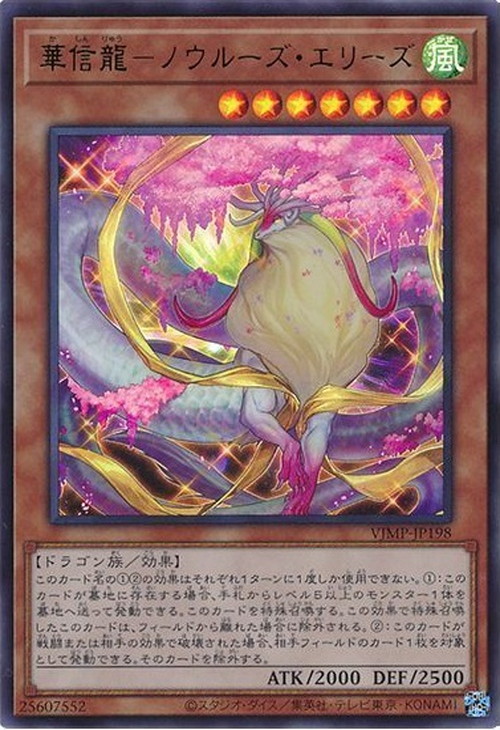 華信龍－ノウルーズ・エリーズ
か しん りゅう
風
かぜ
VJMP-JP198
【ドラゴン族／効果】
このカード名の①②の効果はそれぞれ1ターンに1度しか使用できない。①：この
カードが墓地に存在する場合、手札からレベル5以上のモンスター1体を
墓地へ送って発動できる。このカードを特殊召喚する。この効果で特殊召喚
したこのカードは、フィールドから離れた場合に除外される。②：このカードが
戦闘または相手の効果で破壊された場合、相手フィールドのカード1枚を対象
として発動できる。そのカードを除外する。
ATK/2000 DEF/2500
25607552
©スタジオ・ダイス／集英社・テレビ東京・KONAMI